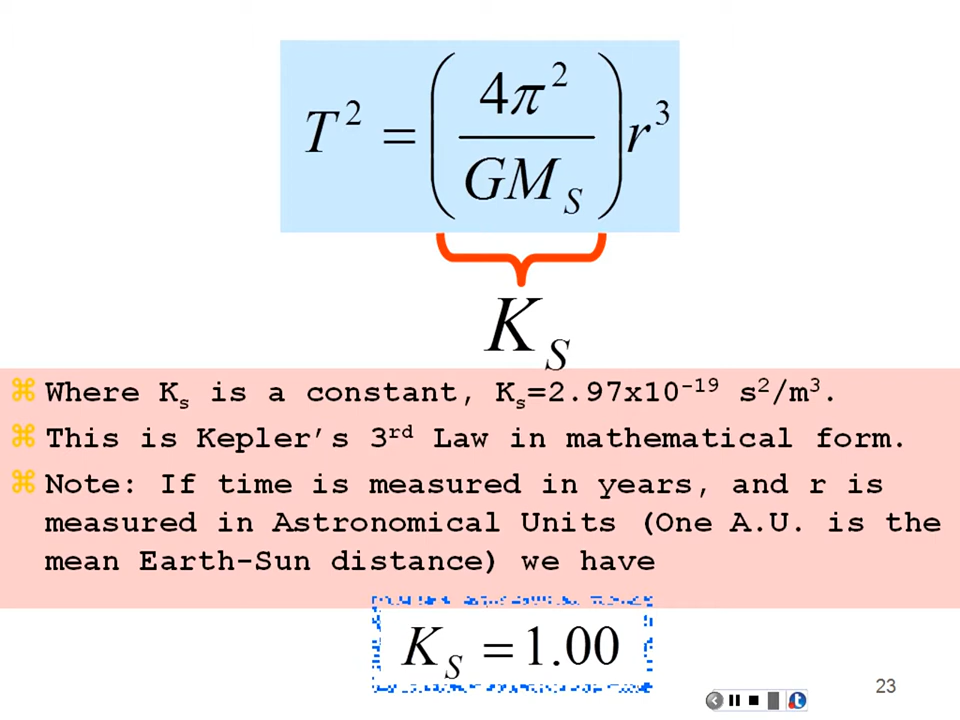 T² = (4π² / GM_S) r³
K_S
⌘ Where K_s is a constant, K_s=2.97x10⁻¹⁹ s²/m³.
⌘ This is Kepler’s 3ʳᵈ Law in mathematical form.
⌘ Note: If time is measured in years, and r is
measured in Astronomical Units (One A.U. is the
mean Earth-Sun distance) we have
K_S = 1.00
23